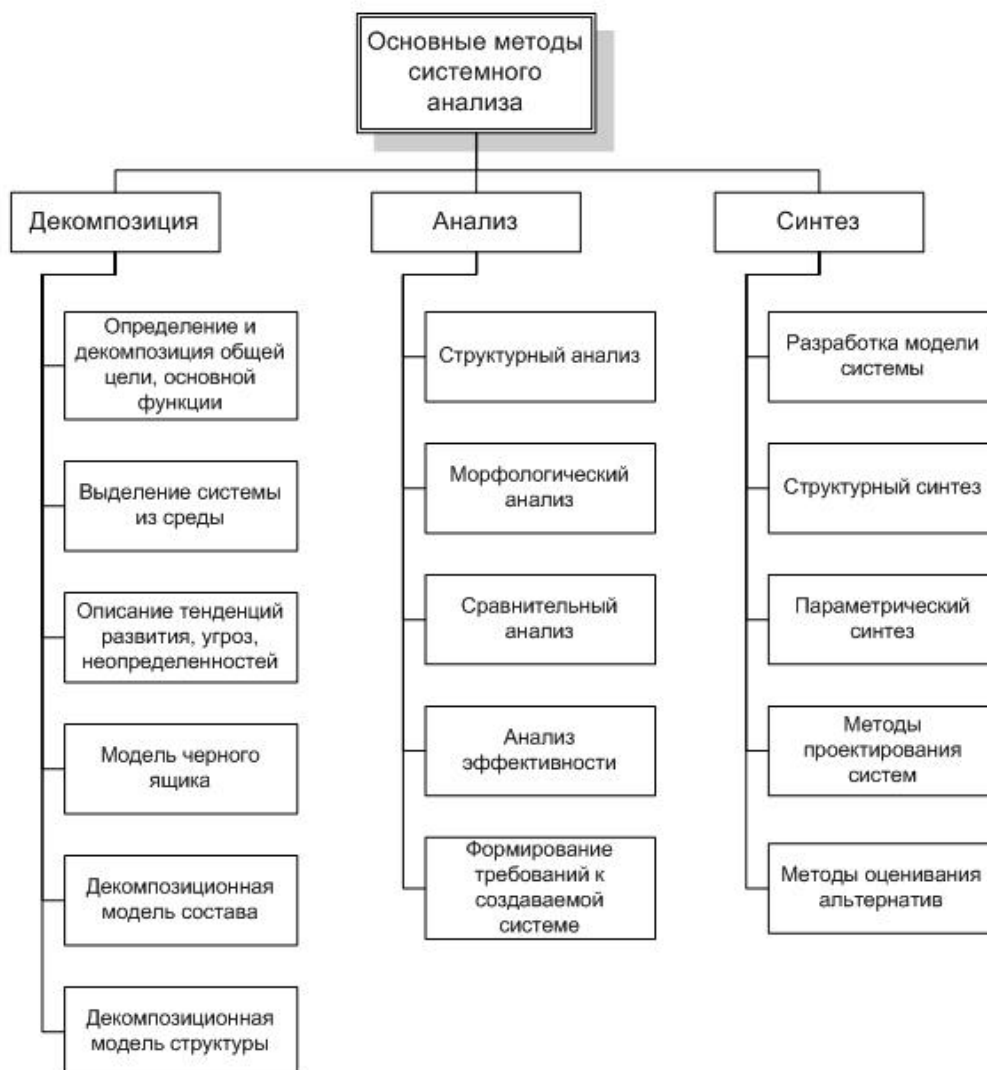 Основные методы
системного
анализа
Декомпозиция
Анализ
Синтез
Определение и
декомпозиция общей
цели, основной
функции
Выделение системы
из среды
Описание тенденций
развития, угроз,
неопределенностей
Модель черного
ящика
Декомпозиционная
модель состава
Декомпозиционная
модель структуры
Структурный анализ
Морфологический
анализ
Сравнительный
анализ
Анализ
эффективности
Формирование
требований к
создаваемой
системе
Разработка модели
системы
Структурный синтез
Параметрический
синтез
Методы
проектирования
систем
Методы оценивания
альтернатив